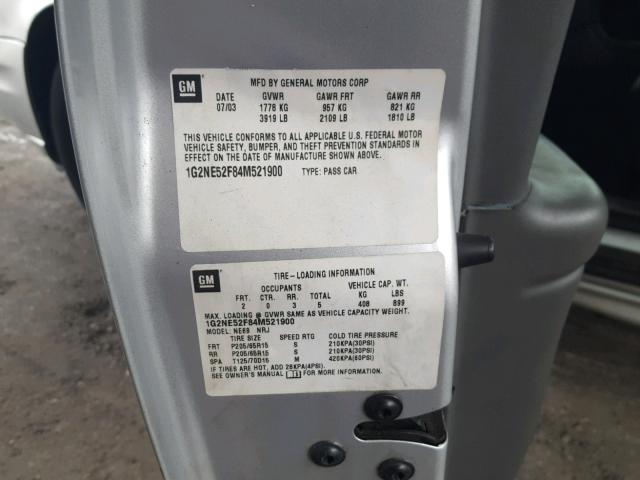 GM
MFD BY GENERAL MOTORS CORP
DATE GVWR GAWR FRT GAWR RR
07/03 1778 KG 957 KG 821 KG
3919 LB 2109 LB 1810 LB
THIS VEHICLE CONFORMS TO ALL APPLICABLE U.S. FEDERAL MOTOR
VEHICLE SAFETY, BUMPER, AND THEFT PREVENTION STANDARDS IN
EFFECT ON THE DATE OF MANUFACTURE SHOWN ABOVE.
1G2NE52F84M521900 TYPE: PASS CAR
GM
TIRE-LOADING INFORMATION
OCCUPANTS VEHICLE CAP. WT.
FRT. CTR. RR. TOTAL KG LBS
2 0 3 5 408 899
MAX. LOADING @ GVWR SAME AS VEHICLE CAPACITY WEIGHT.
1G2NE52F84M521900
MODEL: NE69 NRJ
TIRE SIZE SPEED RTG COLD TIRE PRESSURE
FRT P205/65R15 S 210KPA(30PSI)
RR P205/65R15 S 210KPA(30PSI)
SPA T125/70D15 M 420KPA(60PSI)
IF TIRES ARE HOT, ADD 28KPA(4PSI).
SEE OWNER'S MANUAL FOR MORE INFORMATION.